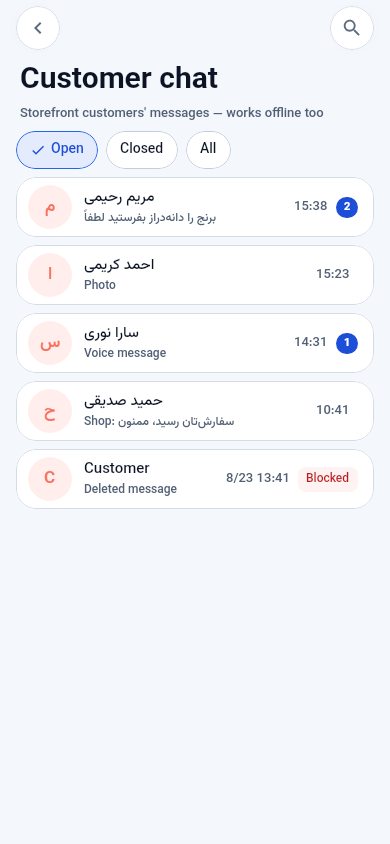 Customer chat
Storefront customers' messages — works offline too
Open
Closed
All
م
مریم رحیمی
15:38
2
برنج را دانه‌دراز بفرستید لطفاً
ا
احمد کریمی
15:23
Photo
س
سارا نوری
14:31
1
Voice message
ح
حمید صدیقی
10:41
Shop: سفارش‌تان رسید، ممنون
C
Customer
8/23 13:41
Blocked
Deleted message